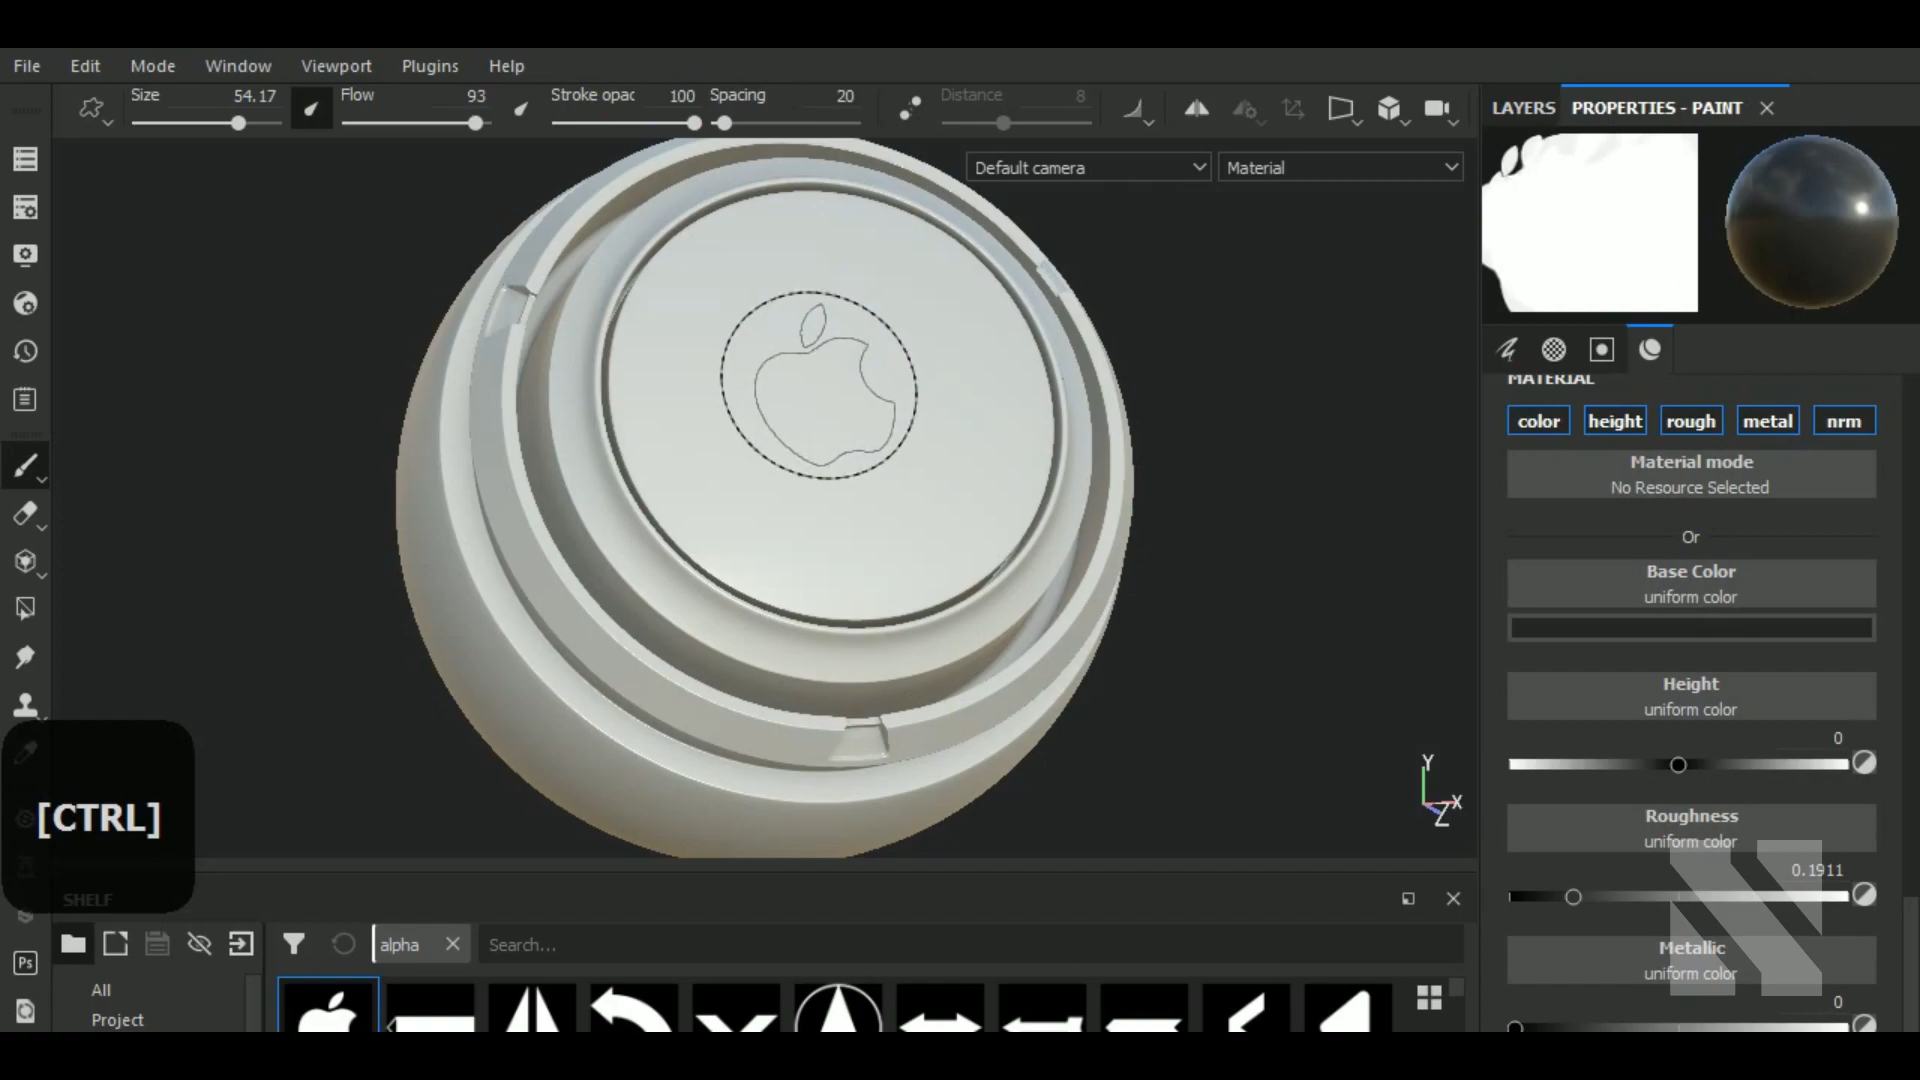 File Edit Mode Window Viewport Plugins Help
Size 54.17 Flow 93 Stroke opac 100 Spacing 20 Distance 8
LAYERS PROPERTIES - PAINT
Default camera Material
MATERIAL
color height rough metal nrm
Material mode
No Resource Selected
Or
Base Color
uniform color
Height
uniform color
0
Roughness
uniform color
0.1911
Metallic
uniform color
0
Y
X
Z
[CTRL]
SHELF
alpha Search...
Ps
All
Project